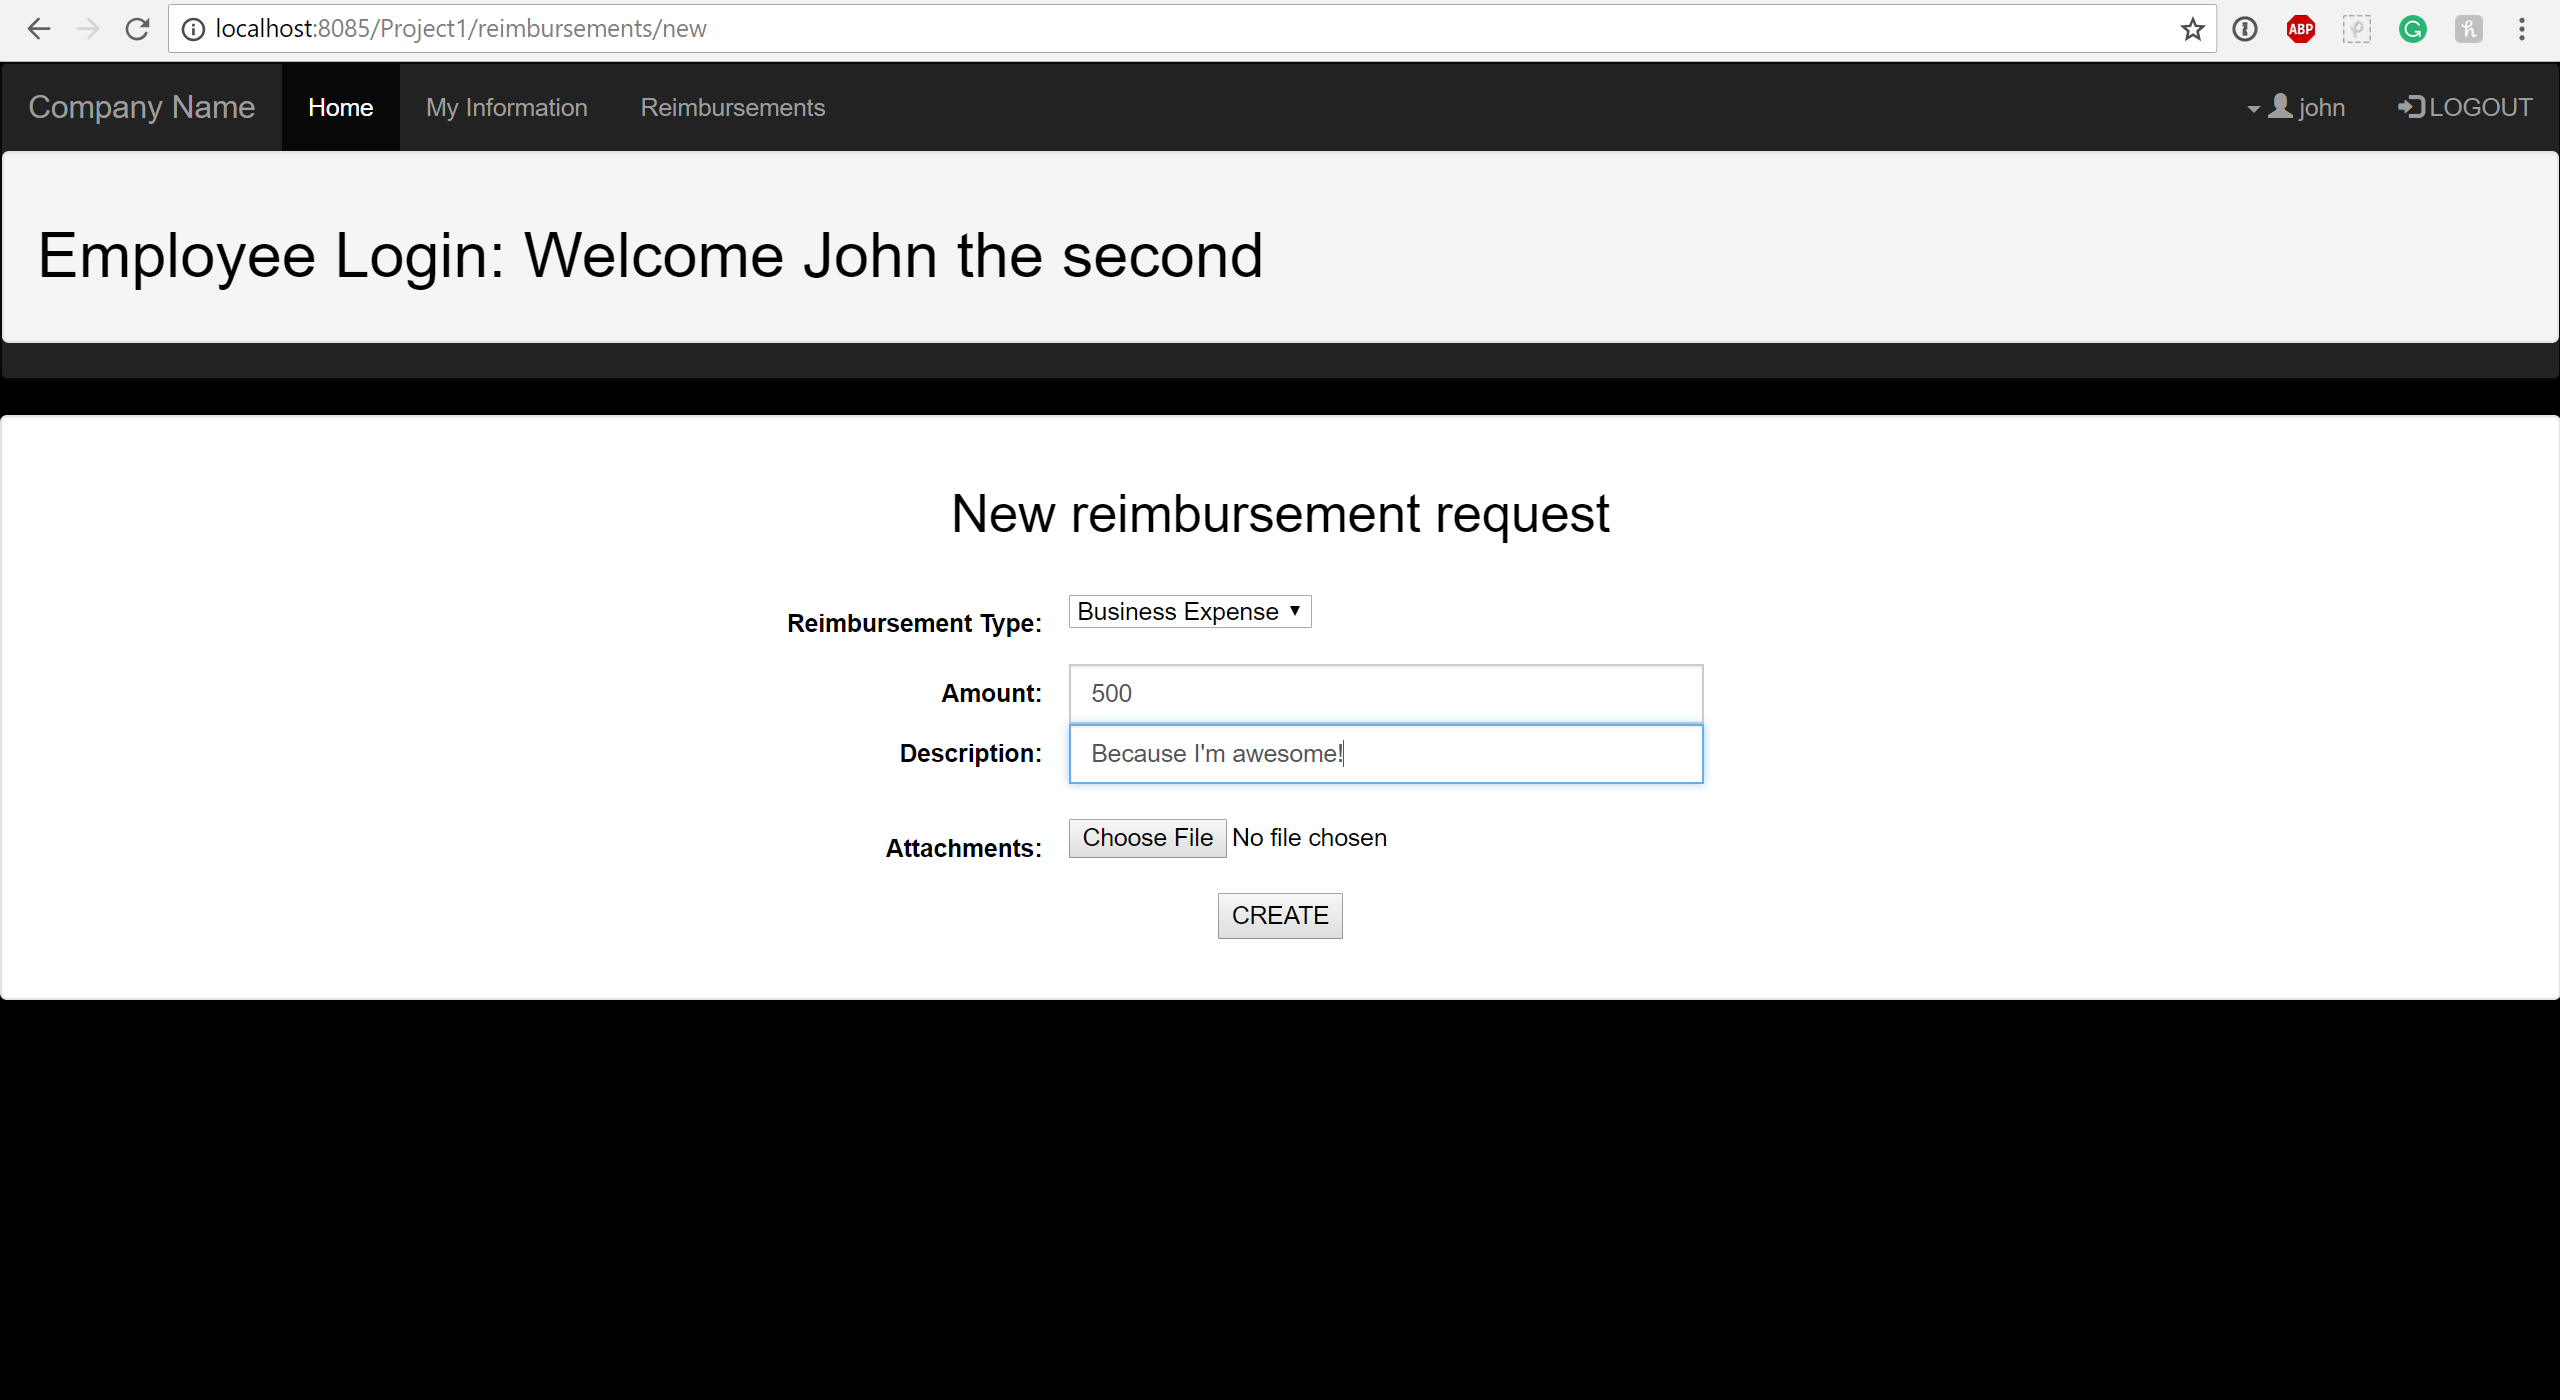 localhost:8085/Project1/reimbursements/new
ABP
Company Name Home My Information Reimbursements john LOGOUT
Employee Login: Welcome John the second
New reimbursement request
Reimbursement Type: Business Expense
Amount: 500
Description: Because I'm awesome!
Attachments: Choose File No file chosen
CREATE